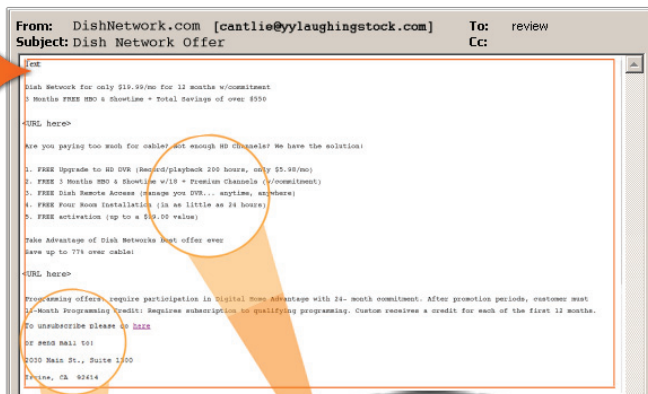 From: DishNetwork.com [cantlie@yylaughingstock.com] To: review
Subject: Dish Network Offer Cc:
Text
Dish Network for only $19.99/mo for 12 months w/commitment
3 Months FREE HBO & Showtime + Total Savings of over $550
<URL here>
Are you paying too much for cable? Not enough HD Channels? We have the solution:
1. FREE Upgrade to HD DVR (Record/playback 200 hours, only $5.98/mo)
2. FREE 3 Months HBO & Showtime w/18 + Premium Channels (w/commitment)
3. FREE Dish Remote Access (manage you DVR... anytime, anywhere)
4. FREE Four Room Installation (in as little as 24 hours)
5. FREE activation (up to a $99.00 value)
Take Advantage of Dish Networks Best offer ever
Save up to 77% over cable!
<URL here>
Programming offers: require participation in Digital Home Advantage with 24- month commitment. After promotion periods, customer must
12-Month Programming Credit: Requires subscription to qualifying programming. Custom receives a credit for each of the first 12 months.
To unsubscribe please go here
Or send mail to:
2030 Main St., Suite 1300
Irvine, CA 92614